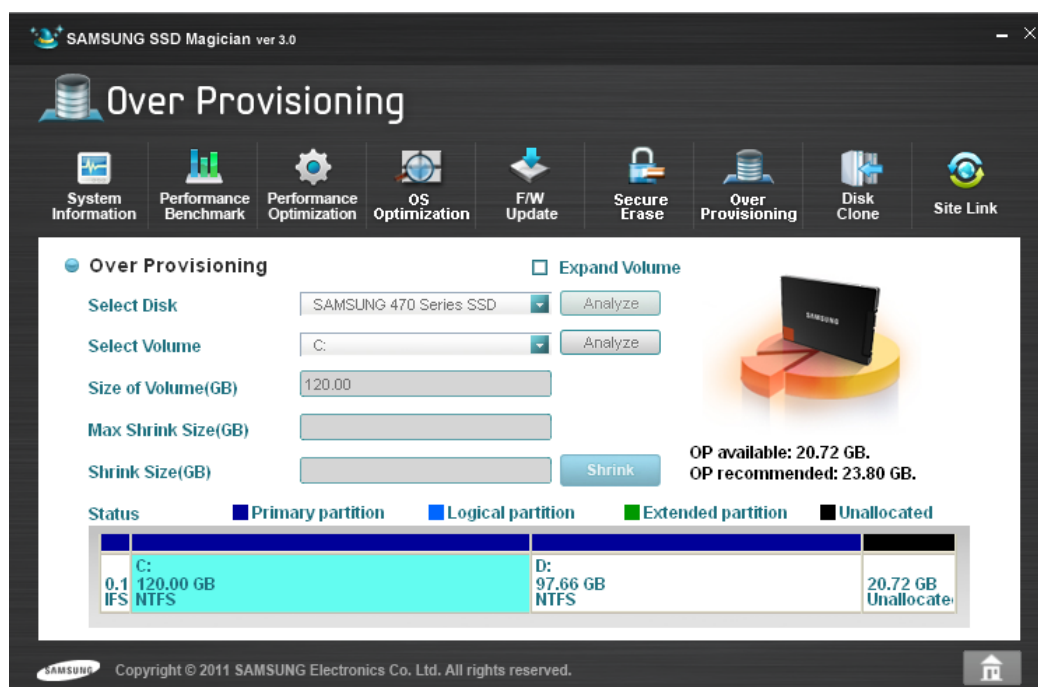 SAMSUNG SSD Magician ver 3.0
Over Provisioning
System Information
Performance Benchmark
Performance Optimization
OS Optimization
F/W Update
Secure Erase
Over Provisioning
Disk Clone
Site Link
Over Provisioning
Expand Volume
Select Disk
SAMSUNG 470 Series SSD
Analyze
Select Volume
C:
Analyze
Size of Volume(GB)
120.00
Max Shrink Size(GB)
Shrink Size(GB)
Shrink
SAMSUNG
OP available: 20.72 GB.
OP recommended: 23.80 GB.
Status
Primary partition
Logical partition
Extended partition
Unallocated
0.1
IFS
C:
120.00 GB
NTFS
D:
97.66 GB
NTFS
20.72 GB
Unallocate
SAMSUNG
Copyright © 2011 SAMSUNG Electronics Co. Ltd. All rights reserved.